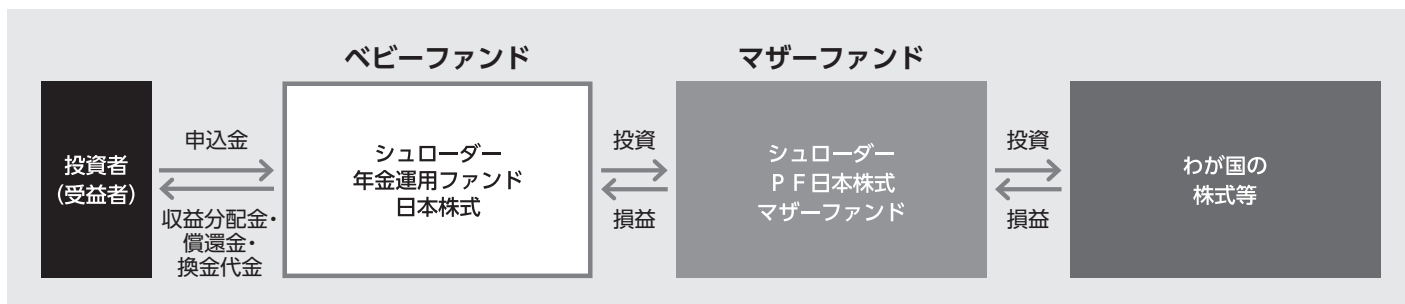 ベビーファンド
マザーファンド
投資者
(受益者)
申込金
収益分配金・
償還金・
換金代金
シュローダー
年金運用ファンド
日本株式
投資
損益
シュローダー
ＰＦ日本株式
マザーファンド
投資
損益
わが国の
株式等